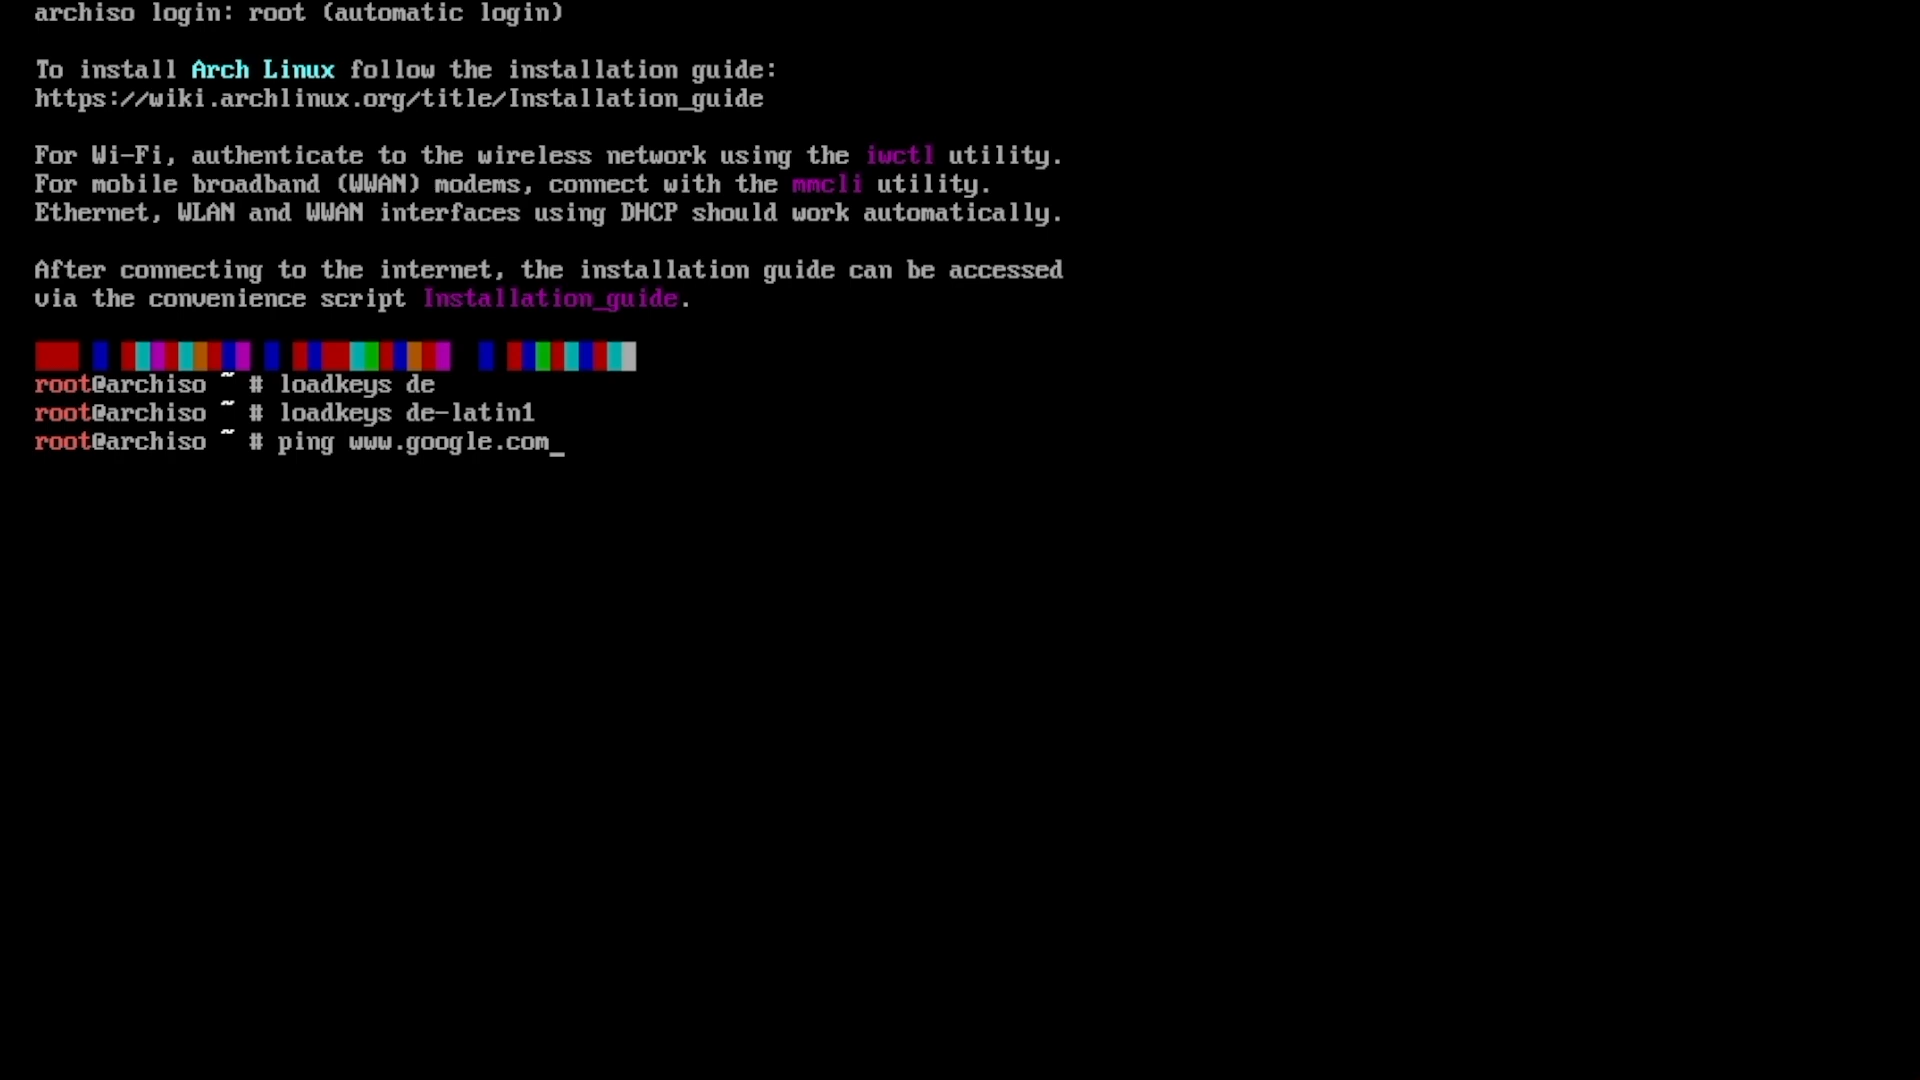 archiso login: root (automatic login)
To install Arch Linux follow the installation guide:
https://wiki.archlinux.org/title/Installation_guide
For Wi-Fi, authenticate to the wireless network using the iwctl utility.
For mobile broadband (WWAN) modems, connect with the mmcli utility.
Ethernet, WLAN and WWAN interfaces using DHCP should work automatically.
After connecting to the internet, the installation guide can be accessed
via the convenience script Installation_guide.
root@archiso ~ # loadkeys de
root@archiso ~ # loadkeys de-latin1
root@archiso ~ # ping www.google.com_